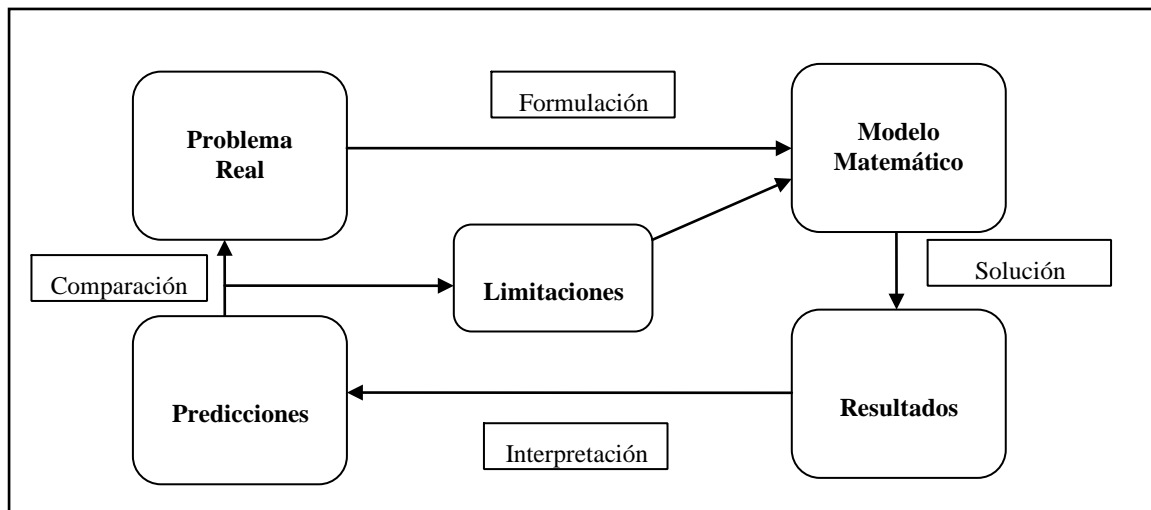 Formulación
Problema
Real
Modelo
Matemático
Comparación
Limitaciones
Solución
Predicciones
Resultados
Interpretación